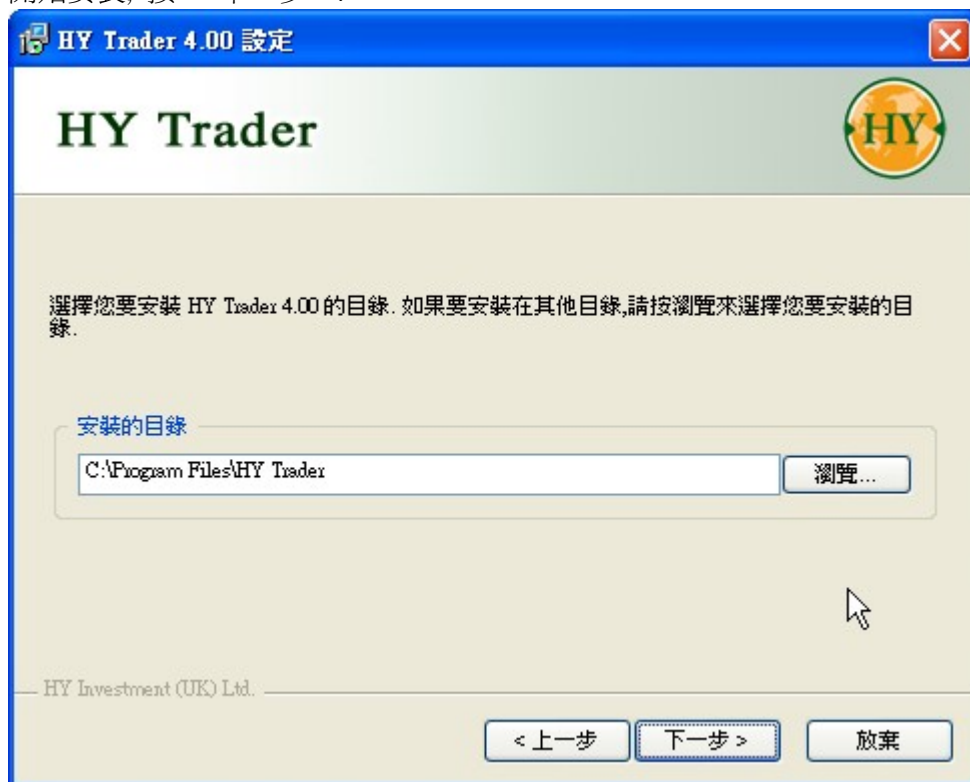 HY Trader 4.00 設定
HY Trader
HY
選擇您要安裝 HY Trader 4.00 的目錄. 如果要安裝在其他目錄,請按瀏覽來選擇您要安裝的目
錄.
安裝的目錄
C:\Program Files\HY Trader
瀏覽...
HY Investment (UK) Ltd.
< 上一步
下一步 >
放棄